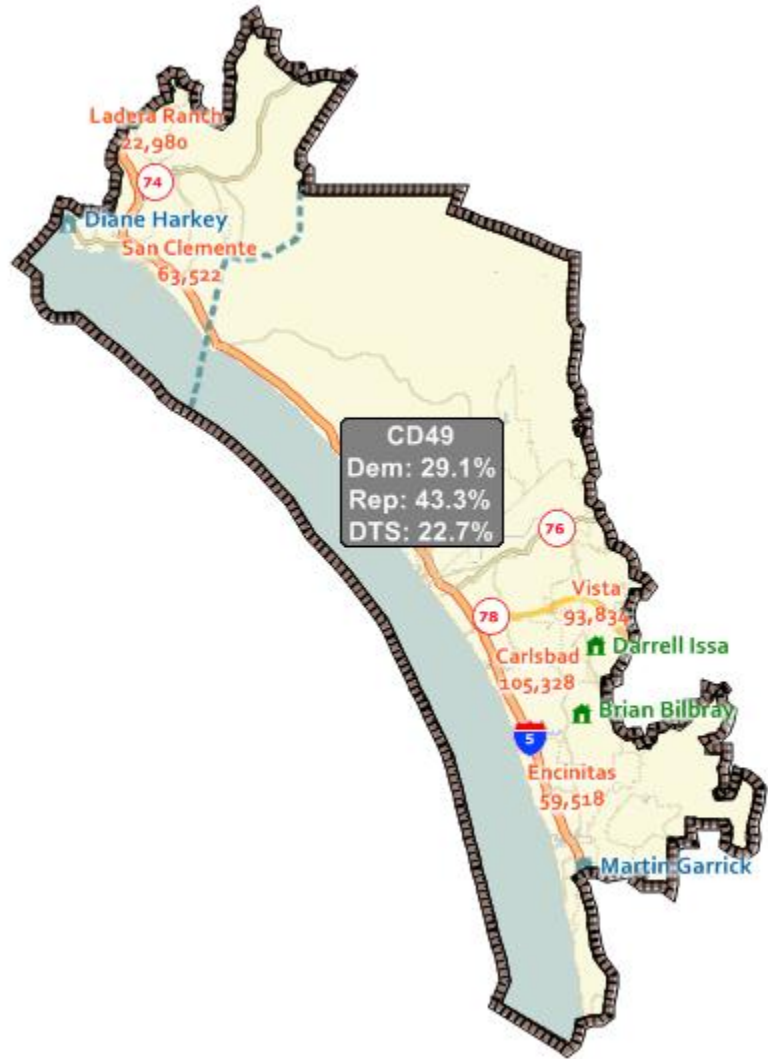 Ladera Ranch
22,980
74
Diane Harkey
San Clemente
63,522
CD49
Dem: 29.1%
Rep: 43.3%
DTS: 22.7%
76
Vista
93,834
78
Darrell Issa
Carlsbad
105,328
Brian Bilbray
5
Encinitas
59,518
Martin Garrick